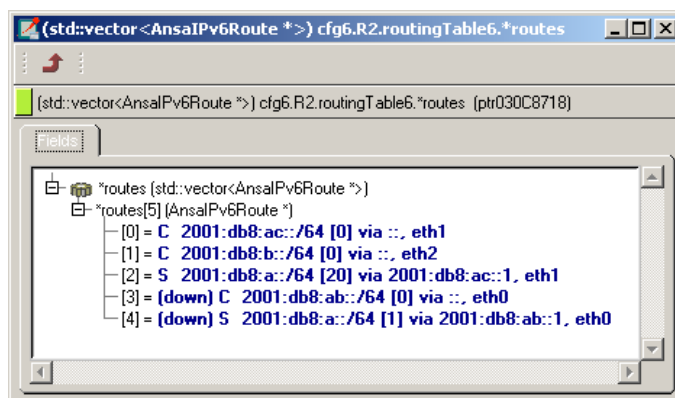 (std::vector<AnsaIPv6Route *>) cfg6.R2.routingTable6.*routes
(std::vector<AnsaIPv6Route *>) cfg6.R2.routingTable6.*routes (ptr030C8718)
Fields
*routes (std::vector<AnsaIPv6Route *>)
*routes[5] (AnsaIPv6Route *)
[0] = C 2001:db8:ac::/64 [0] via ::, eth1
[1] = C 2001:db8:b::/64 [0] via ::, eth2
[2] = S 2001:db8:a::/64 [20] via 2001:db8:ac::1, eth1
[3] = (down) C 2001:db8:ab::/64 [0] via ::, eth0
[4] = (down) S 2001:db8:a::/64 [1] via 2001:db8:ab::1, eth0